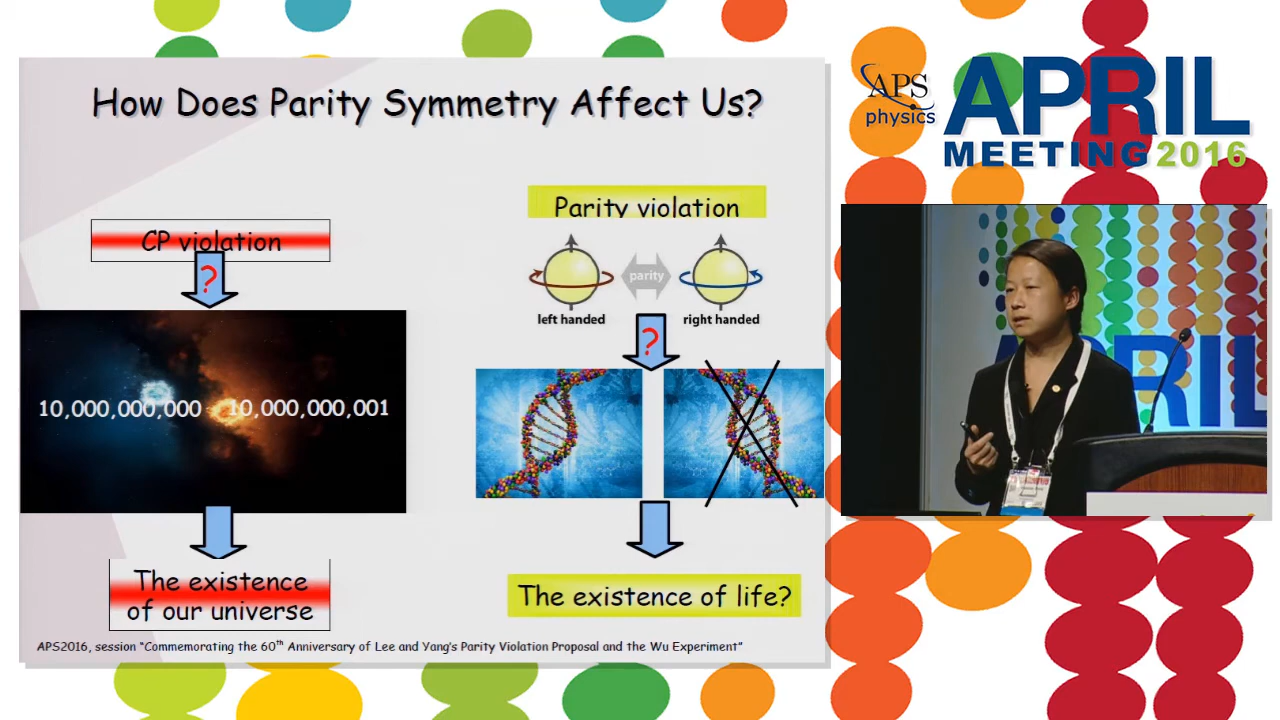 How Does Parity Symmetry Affect Us?
CP violation
?
10,000,000,000
10,000,000,001
The existence
of our universe
Parity violation
parity
left handed
right handed
?
The existence of life?
APS2016, session “Commemorating the 60th Anniversary of Lee and Yang's Parity Violation Proposal and the Wu Experiment”
APS
physics
APRIL
MEETING 2016